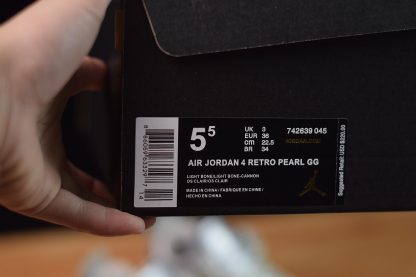 5⁵
UK 3
EUR 36
CM 22.5
BR 34
742639 045
AIR JORDAN 4 RETRO PEARL GG
LIGHT BONE/LIGHT BONE-CANNON
OS CLAIR/OS CLAIR
MADE IN CHINA / FABRIQUE EN CHINE /
HECHO EN CHINA
Suggested Retail: USD $220.00